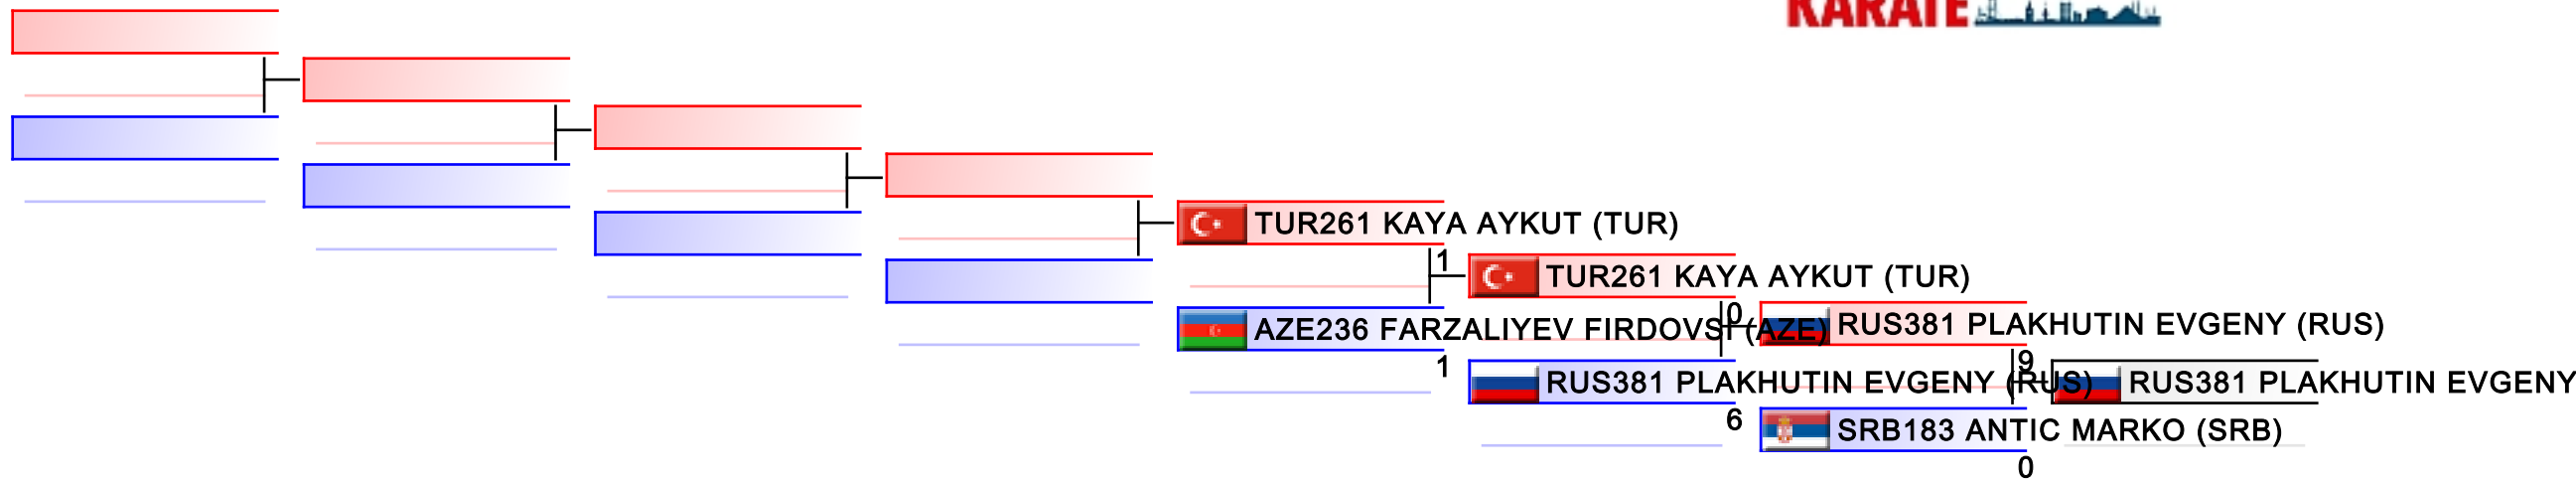 KARATE
TUR261 KAYA AYKUT (TUR)
1
TUR261 KAYA AYKUT (TUR)
0
AZE236 FARZALIYEV FIRDOVSI (AZE)
RUS381 PLAKHUTIN EVGENY (RUS)
1
9
RUS381 PLAKHUTIN EVGENY (RUS)
RUS381 PLAKHUTIN EVGENY
6
SRB183 ANTIC MARKO (SRB)
0